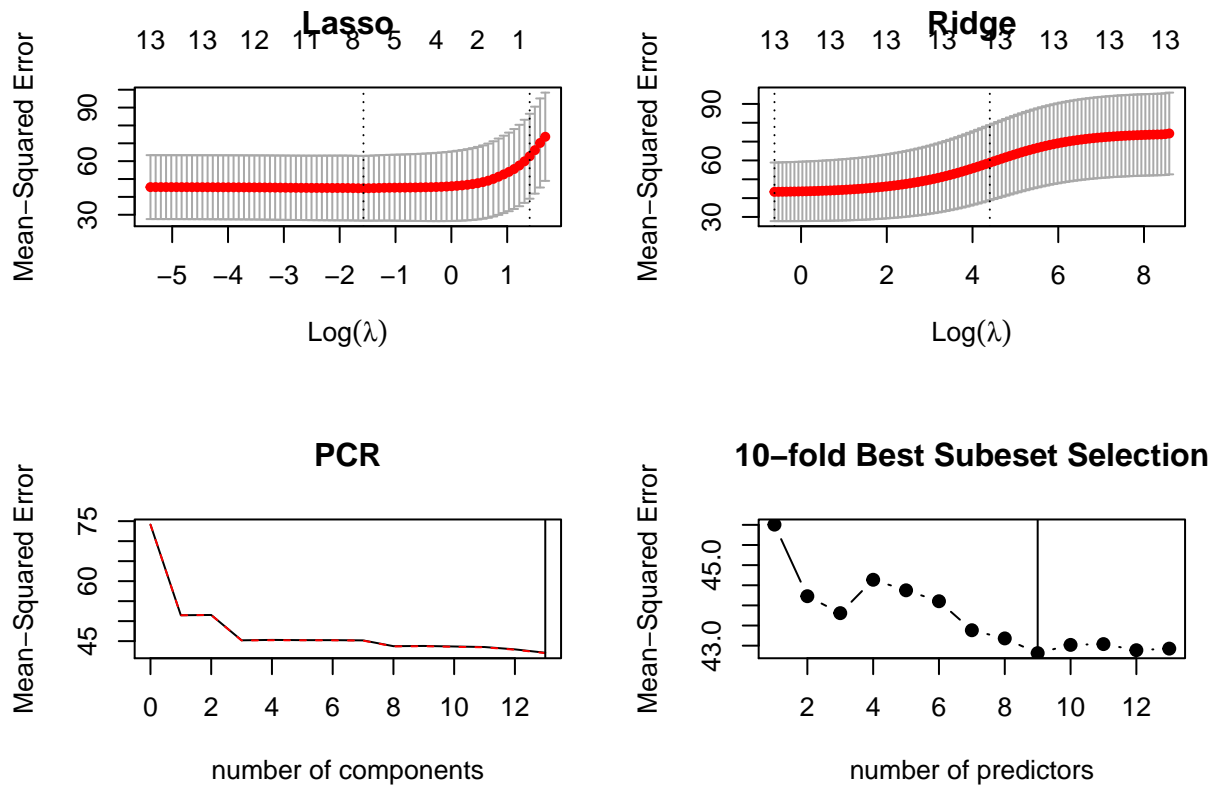 Lasso
13 13 12 11 8 5 4 2 1
Mean−Squared Error
30 60 90
−5 −4 −3 −2 −1 0 1
Log(λ)
Ridge
13 13 13 13 13 13 13 13
Mean−Squared Error
30 60 90
0 2 4 6 8
Log(λ)
PCR
Mean−Squared Error
45 60 75
0 2 4 6 8 10 12
number of components
10−fold Best Subeset Selection
Mean−Squared Error
43.0 45.0
2 4 6 8 10 12
number of predictors